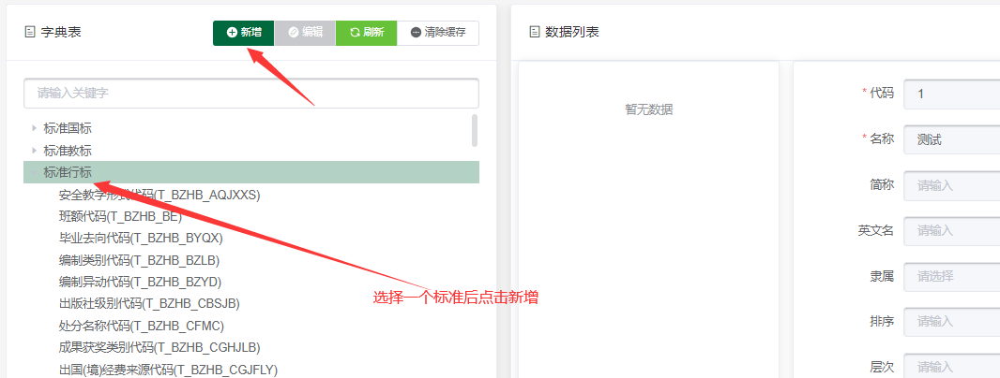 字典表
新增
编辑
刷新
清除缓存
请输入关键字
标准国标
标准教标
标准行标
安全教字形式代码(T_BZHB_AQJXXS)
班额代码(T_BZHB_BE)
毕业去向代码(T_BZHB_BYQX)
编制类别代码(T_BZHB_BZLB)
编制异动代码(T_BZHB_BZYD)
出版社级别代码(T_BZHB_CBSJB)
处分名称代码(T_BZHB_CFMC)
成果获奖类别代码(T_BZHB_CGHJLB)
出国(境)经费来源代码(T_BZHB_CGJFLY)
选择一个标准后点击新增
数据列表
暂无数据
* 代码
1
* 名称
测试
简称
请输入
英文名
请输入
隶属
请选择
排序
请输入
层次
请输入